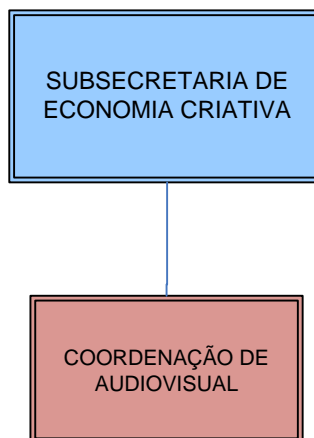 SUBSECRETARIA DE
ECONOMIA CRIATIVA
COORDENAÇÃO DE
AUDIOVISUAL